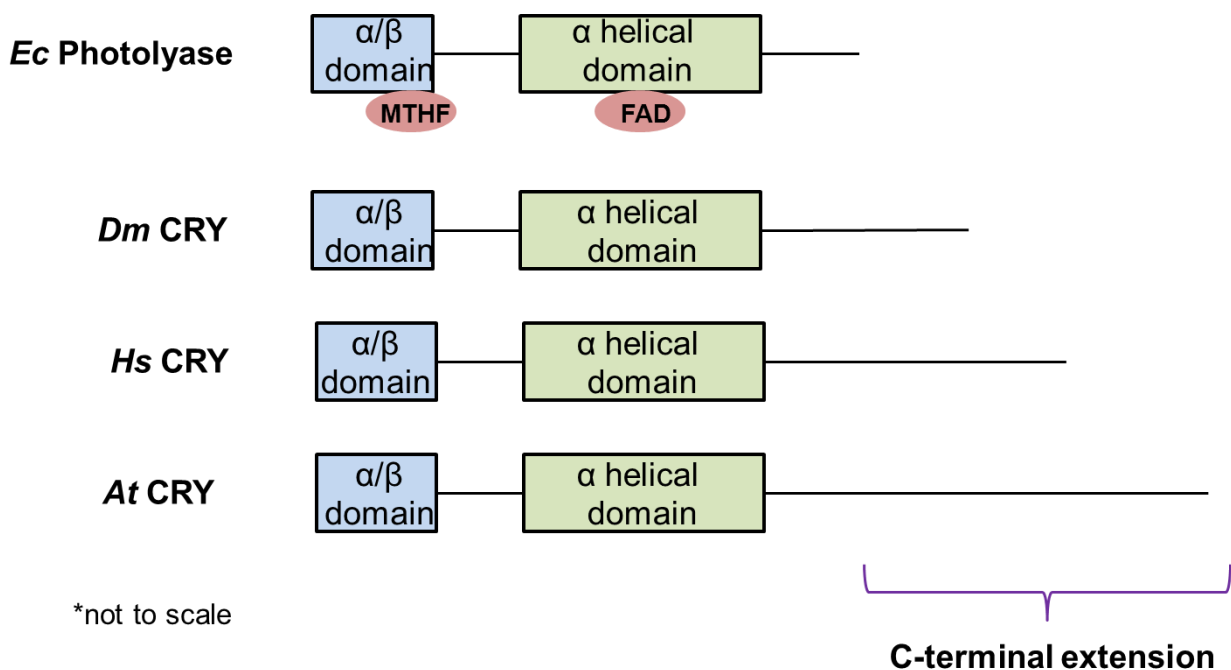 Ec Photolyase
α/β
domain
α helical
domain
MTHF
FAD
Dm CRY
α/β
domain
α helical
domain
Hs CRY
α/β
domain
α helical
domain
At CRY
α/β
domain
α helical
domain
*not to scale
C-terminal extension